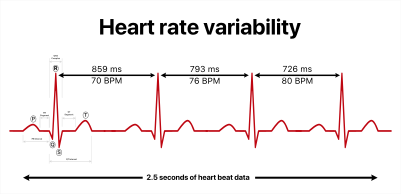 Heart rate variability
R
859 ms
793 ms
726 ms
70 BPM
76 BPM
80 BPM
P
T
Q
S
2.5 seconds of heart beat data